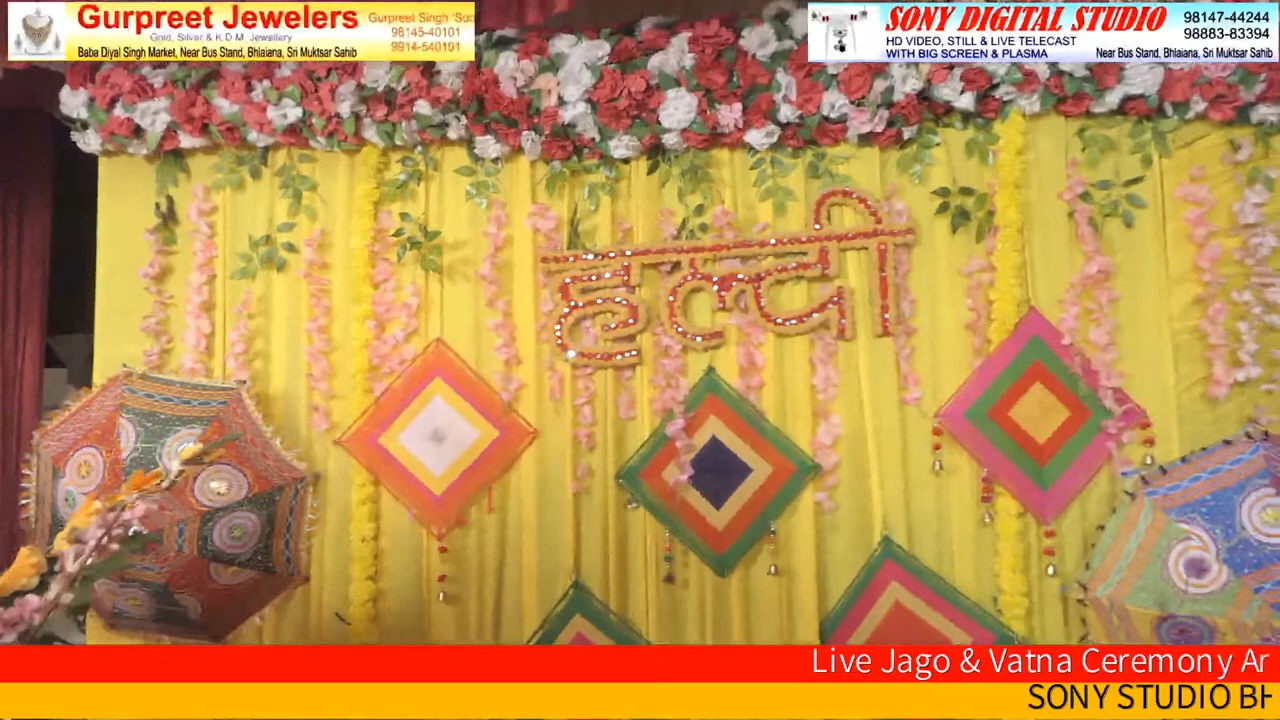 Gurpreet Jewelers
Gurpreet Singh 'So
Gold, Silver & K.D.M. Jewellery
98145-40101
9914-540101
Baba Diyal Singh Market, Near Bus Stand, Bhlaiana, Sri Muktsar Sahib
SONY DIGITAL STUDIO
98147-44244
HD VIDEO, STILL & LIVE TELECAST
98883-83394
WITH BIG SCREEN & PLASMA
Near Bus Stand, Bhlaiana, Sri Muktsar Sahib
हल्दी
Live Jago & Vatna Ceremony Ar
SONY STUDIO BH